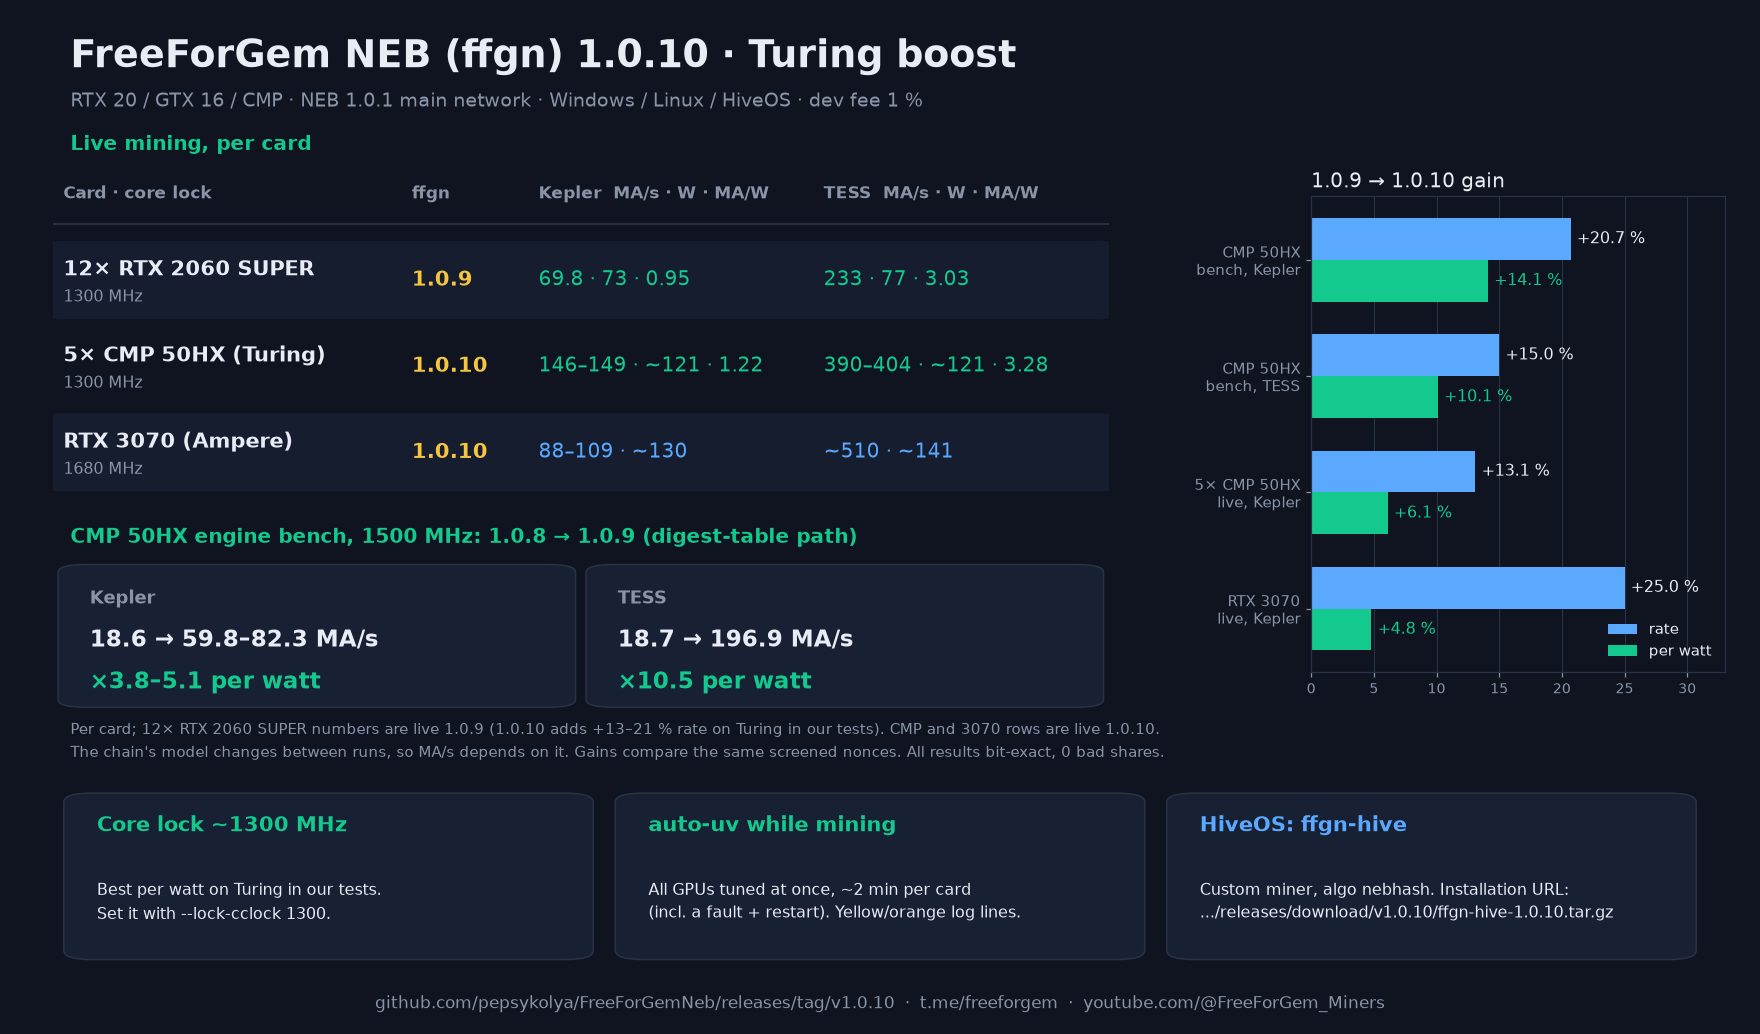 FreeForGem NEB (ffgn) 1.0.10 · Turing boost
RTX 20 / GTX 16 / CMP · NEB 1.0.1 main network · Windows / Linux / HiveOS · dev fee 1 %
Live mining, per card
Card · core lock ffgn Kepler MA/s · W · MA/W TESS MA/s · W · MA/W
12× RTX 2060 SUPER
1300 MHz
1.0.9 69.8 · 73 · 0.95 233 · 77 · 3.03
5× CMP 50HX (Turing)
1300 MHz
1.0.10 146–149 · ~121 · 1.22 390–404 · ~121 · 3.28
RTX 3070 (Ampere)
1680 MHz
1.0.10 88–109 · ~130 ~510 · ~141
CMP 50HX engine bench, 1500 MHz: 1.0.8 → 1.0.9 (digest-table path)
Kepler
18.6 → 59.8–82.3 MA/s
×3.8–5.1 per watt
TESS
18.7 → 196.9 MA/s
×10.5 per watt
Per card; 12× RTX 2060 SUPER numbers are live 1.0.9 (1.0.10 adds +13–21 % rate on Turing in our tests). CMP and 3070 rows are live 1.0.10.
The chain's model changes between runs, so MA/s depends on it. Gains compare the same screened nonces. All results bit-exact, 0 bad shares.
1.0.9 → 1.0.10 gain
CMP 50HX
bench, Kepler
+20.7 %
+14.1 %
CMP 50HX
bench, TESS
+15.0 %
+10.1 %
5× CMP 50HX
live, Kepler
+13.1 %
+6.1 %
RTX 3070
live, Kepler
+25.0 %
+4.8 %
rate
per watt
0 5 10 15 20 25 30
Core lock ~1300 MHz
Best per watt on Turing in our tests.
Set it with --lock-cclock 1300.
auto-uv while mining
All GPUs tuned at once, ~2 min per card
(incl. a fault + restart). Yellow/orange log lines.
HiveOS: ffgn-hive
Custom miner, algo nebhash. Installation URL:
.../releases/download/v1.0.10/ffgn-hive-1.0.10.tar.gz
github.com/pepsykolya/FreeForGemNeb/releases/tag/v1.0.10 · t.me/freeforgem · youtube.com/@FreeForGem_Miners